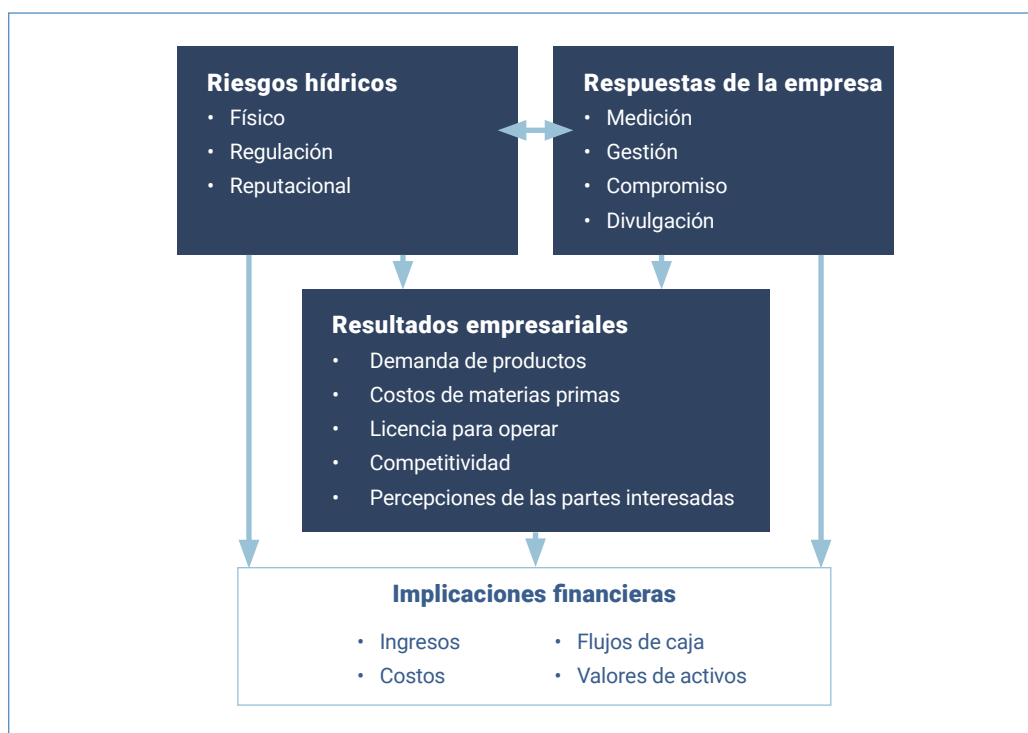 Riesgos hídricos
• Físico
• Regulación
• Reputacional
Respuestas de la empresa
• Medición
• Gestión
• Compromiso
• Divulgación
Resultados empresariales
• Demanda de productos
• Costos de materias primas
• Licencia para operar
• Competitividad
• Percepciones de las partes interesadas
Implicaciones financieras
• Ingresos
• Costos
• Flujos de caja
• Valores de activos